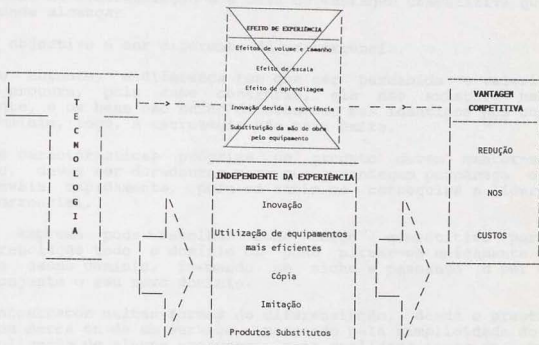 EFEITO DE EXPERIÊNCIA
Efeitos de volume e tamanho
Efeito de escala
Efeito de aprendizagem
Inovação devida à experiência
Substituição da mão de obra
pelo equipamento
TECNOLOGIA
VANTAGEM
COMPETITIVA
REDUÇÃO
NOS
CUSTOS
INDEPENDENTE DA EXPERIÊNCIA
Inovação
Utilização de equipamentos
mais eficientes
Cópia
Imitação
Produtos Substitutos